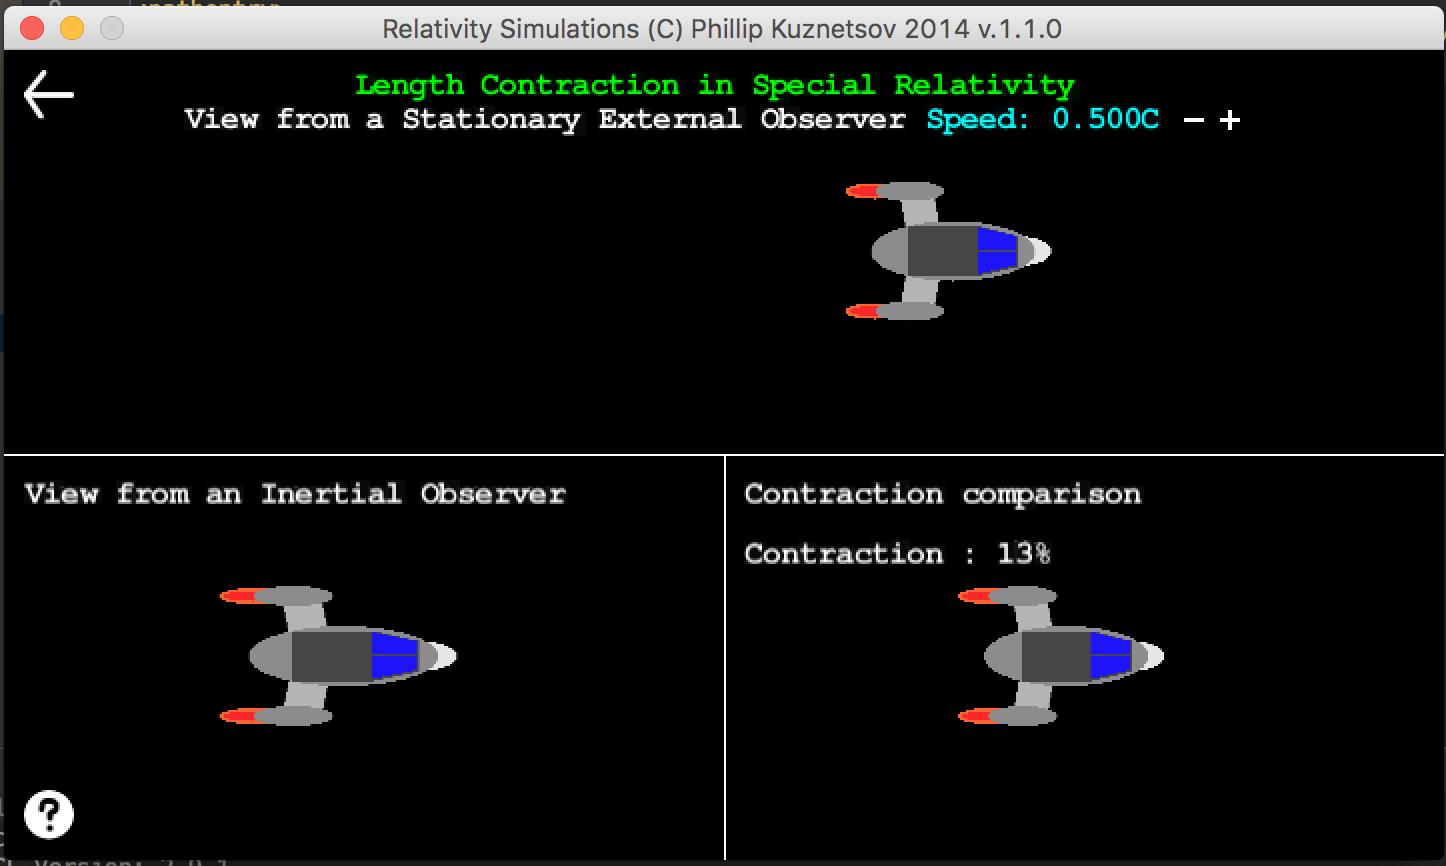 Relativity Simulations (C) Phillip Kuznetsov 2014 v.1.1.0
Length Contraction in Special Relativity
View from a Stationary External Observer Speed: 0.500C - +
View from an Inertial Observer
Contraction comparison
Contraction : 13%
?